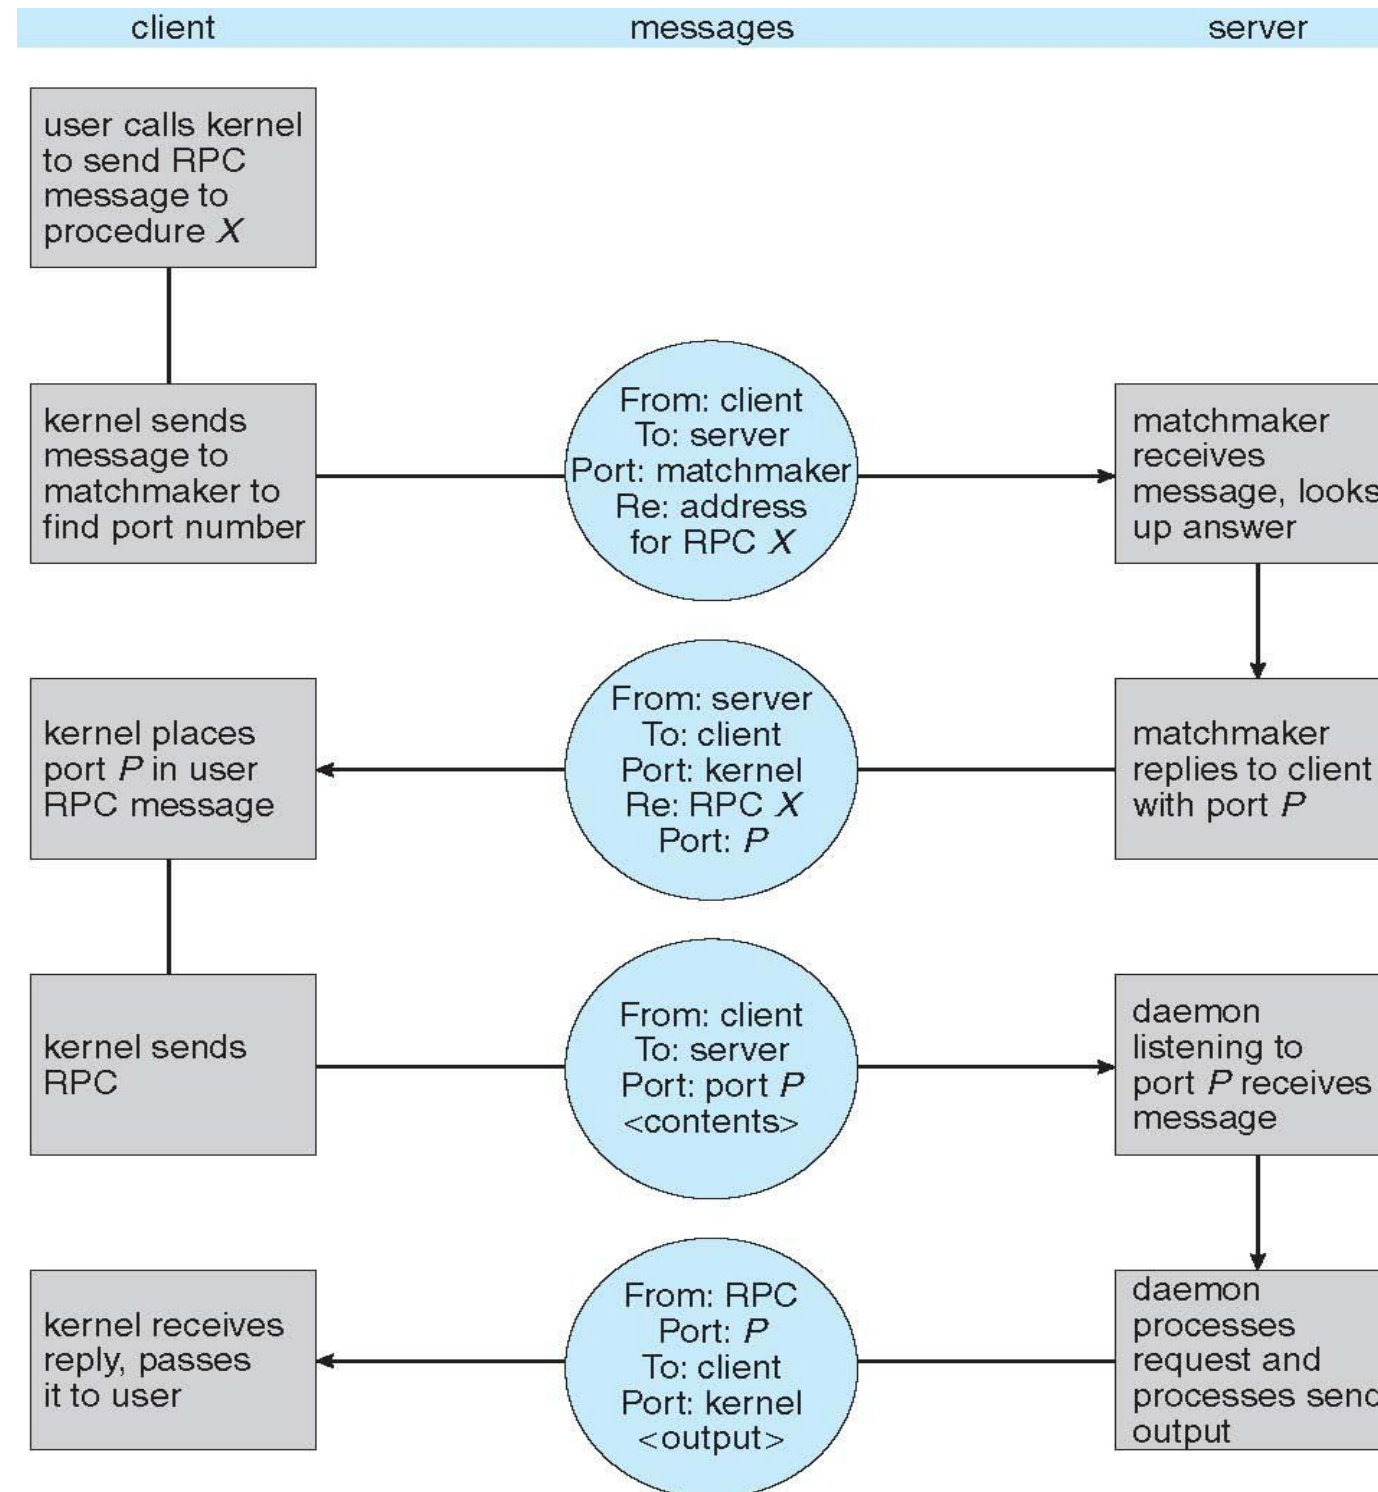 client
messages
server
user calls kernel
to send RPC
message to
procedure X
kernel sends
message to
matchmaker to
find port number
From: client
To: server
Port: matchmaker
Re: address
for RPC X
matchmaker
receives
message, looks
up answer
kernel places
port P in user
RPC message
From: server
To: client
Port: kernel
Re: RPC X
Port: P
matchmaker
replies to client
with port P
kernel sends
RPC
From: client
To: server
Port: port P
<contents>
daemon
listening to
port P receives
message
kernel receives
reply, passes
it to user
From: RPC
Port: P
To: client
Port: kernel
<output>
daemon
processes
request and
processes send
output